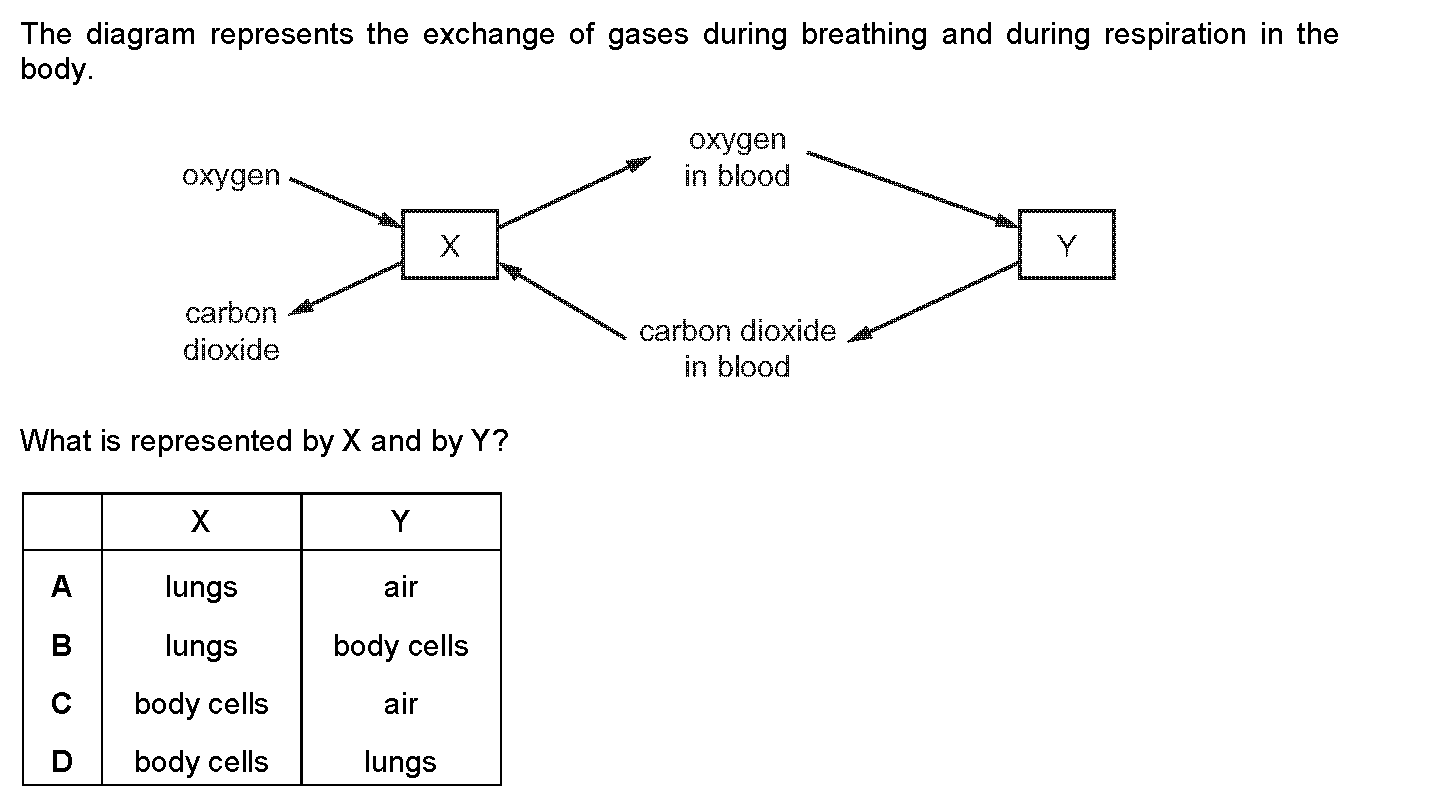 The diagram represents the exchange of gases during breathing and during respiration in the
body.
oxygen
in blood
oxygen
X
Y
carbon
dioxide
carbon dioxide
in blood
What is represented by X and by Y?
X Y
A lungs air
B lungs body cells
C body cells air
D body cells lungs